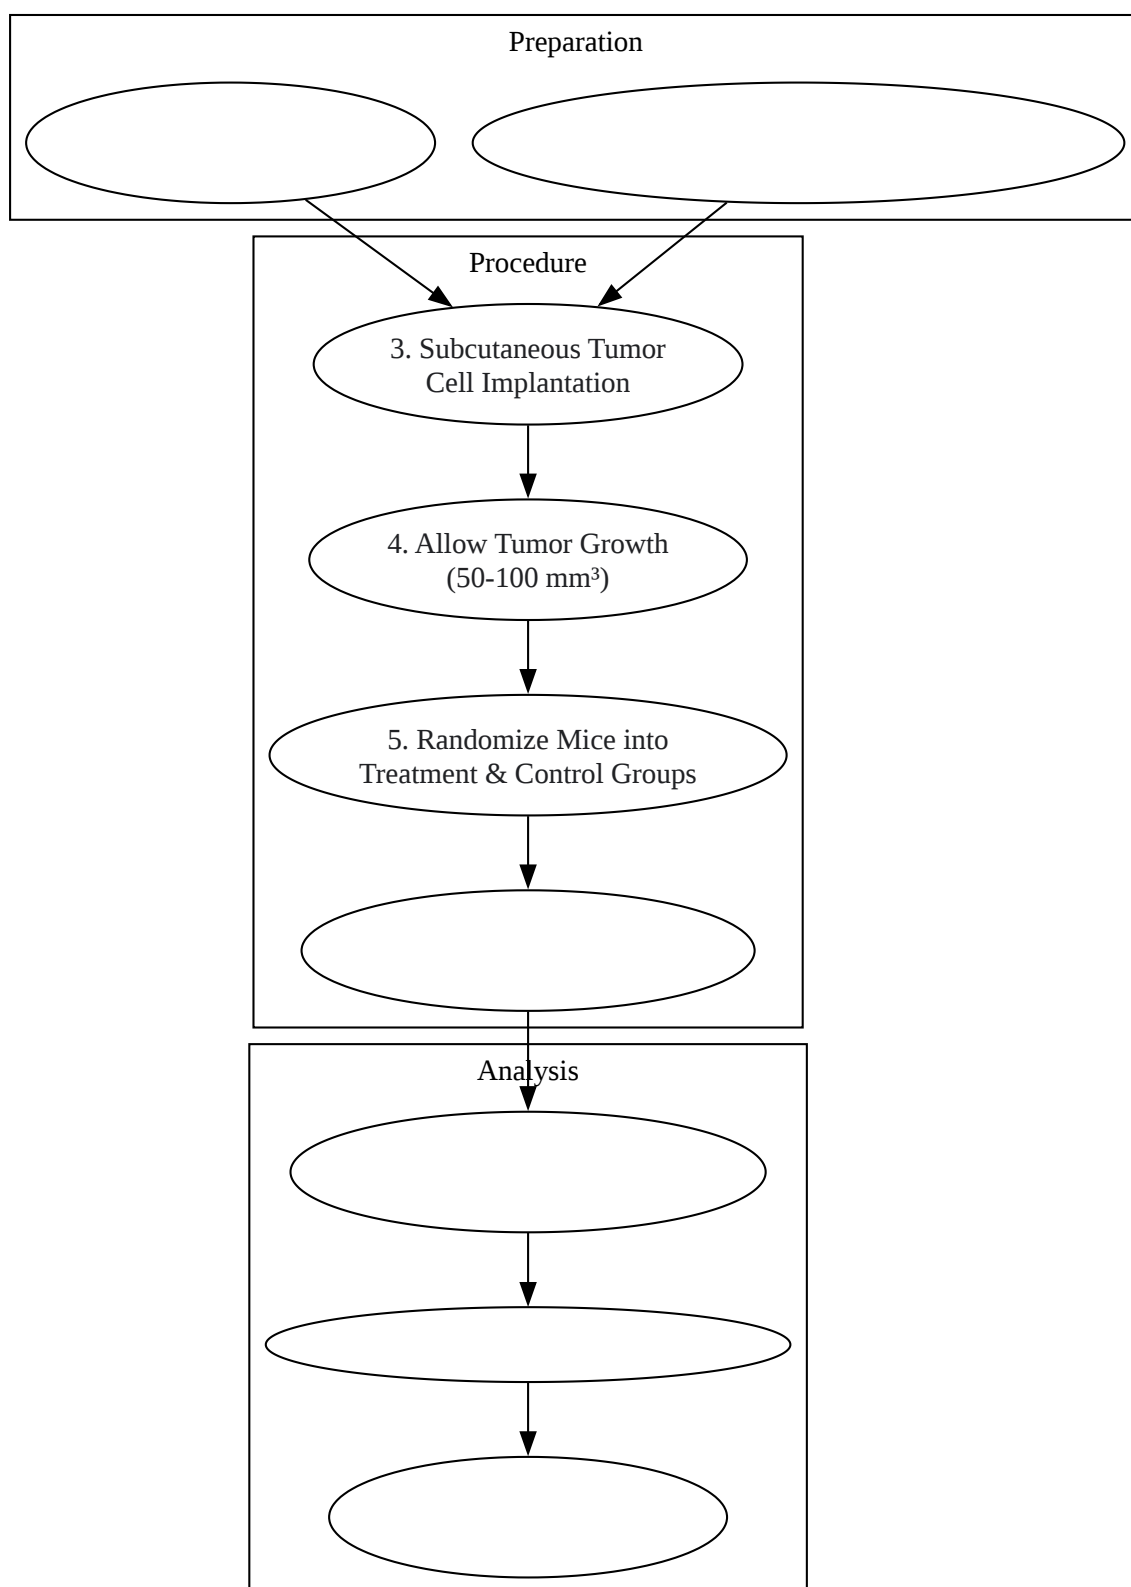 Preparation
Procedure
3. Subcutaneous Tumor
Cell Implantation
4. Allow Tumor Growth
(50-100 mm³)
5. Randomize Mice into
Treatment & Control Groups
Analysis